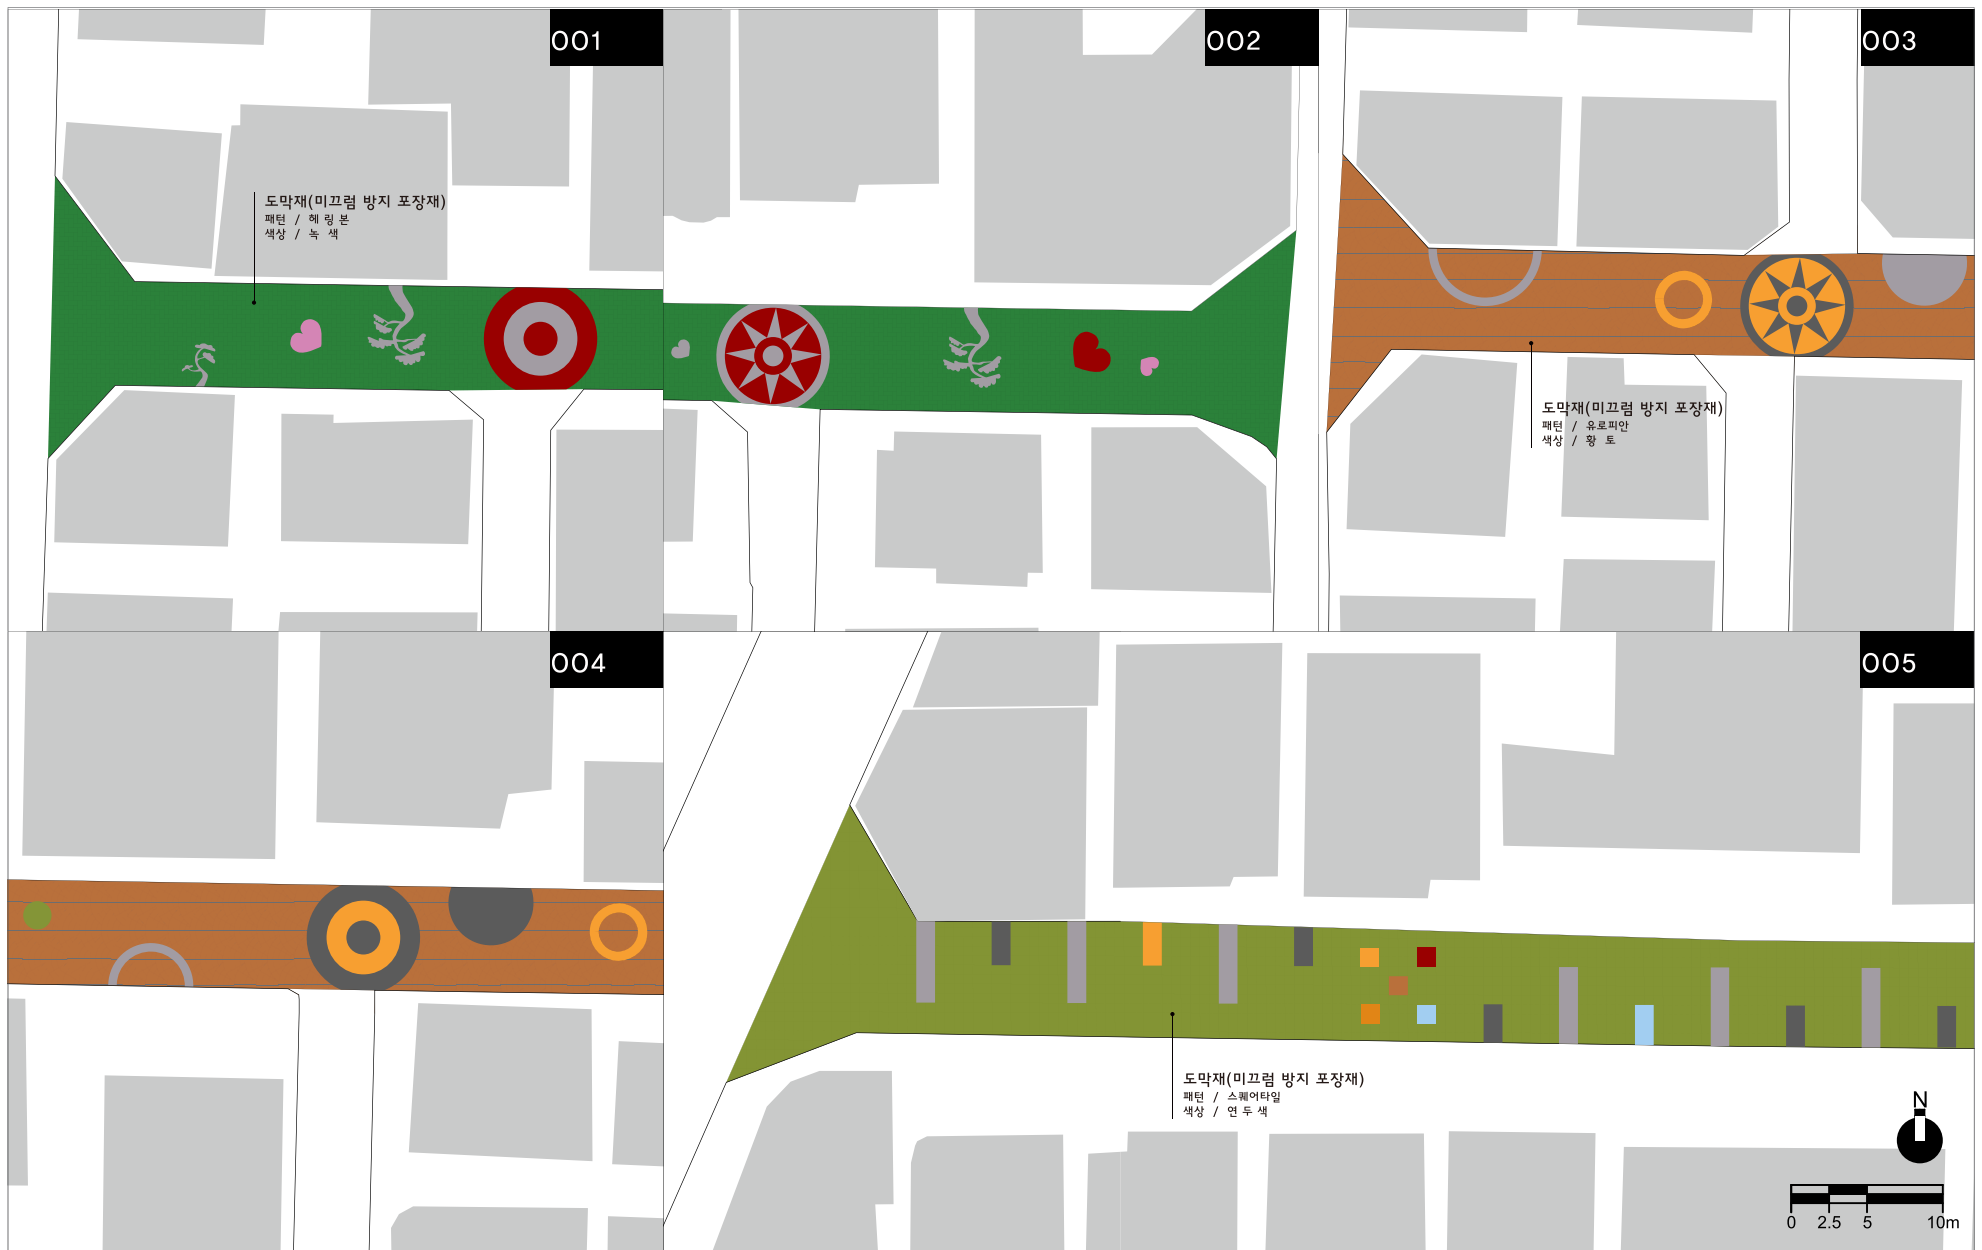 001
002
003
도막재(미끄럼 방지 포장재)
패턴 / 헤 링 본
색상 / 녹 색
도막재(미끄럼 방지 포장재)
패턴 / 유로피안
색상 / 황 토
004
005
도막재(미끄럼 방지 포장재)
패턴 / 스퀘어타일
색상 / 연 두 색
N
0 2.5 5 10m